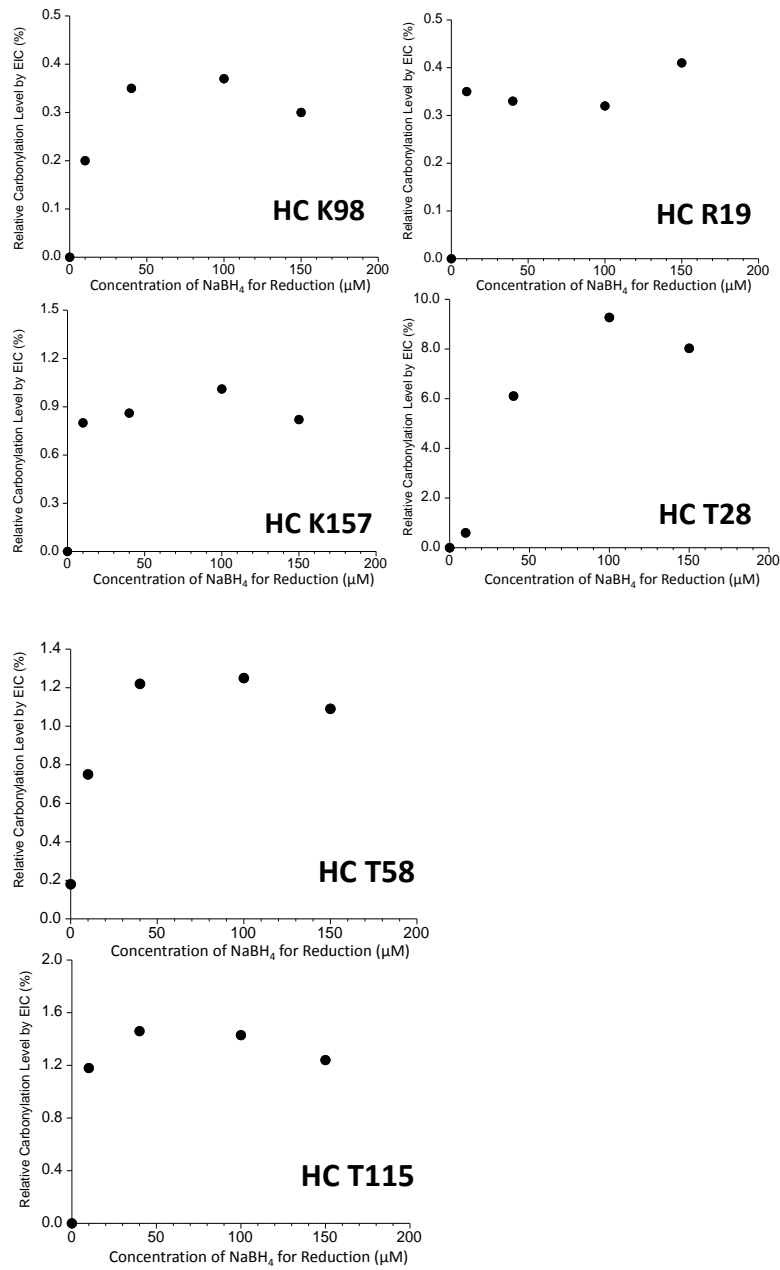 0.5
0.4
0.3
0.2
0.1
0.0
0 50 100 150 200
Relative Carbonylation Level by EIC (%)
Concentration of NaBH₄ for Reduction (µM)
HC K98
0.5
0.4
0.3
0.2
0.1
0.0
0 50 100 150 200
Relative Carbonylation Level by EIC (%)
Concentration of NaBH₄ for Reduction (µM)
HC R19
1.5
1.2
0.9
0.6
0.3
0.0
0 50 100 150 200
Relative Carbonylation Level by EIC (%)
Concentration of NaBH₄ for Reduction (µM)
HC K157
10.0
8.0
6.0
4.0
2.0
0.0
0 50 100 150 200
Relative Carbonylation Level by EIC (%)
Concentration of NaBH₄ for Reduction (µM)
HC T28
1.4
1.2
1.0
0.8
0.6
0.4
0.2
0.0
0 50 100 150 200
Relative Carbonylation Level by EIC (%)
Concentration of NaBH₄ for Reduction (µM)
HC T58
2.0
1.6
1.2
0.8
0.4
0.0
0 50 100 150 200
Relative Carbonylation Level by EIC (%)
Concentration of NaBH₄ for Reduction (µM)
HC T115